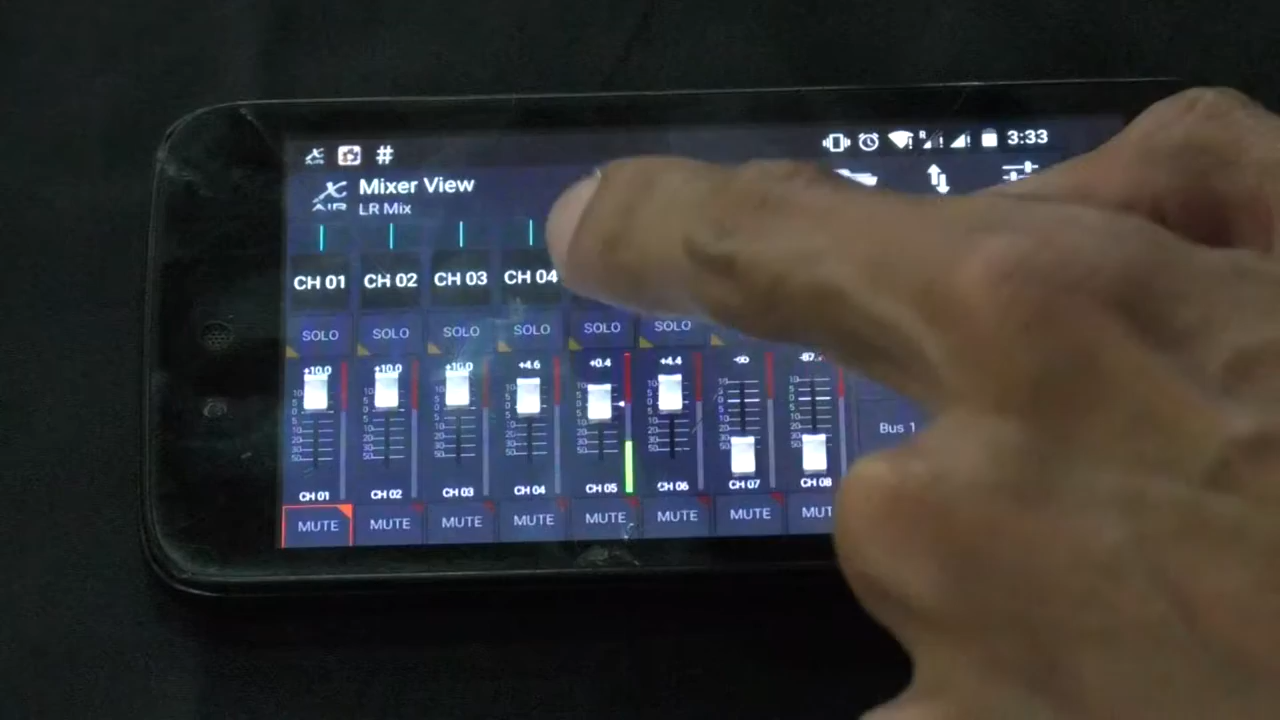 # 3:33
Mixer View
X AIR LR Mix
CH 01 CH 02 CH 03 CH 04
SOLO SOLO SOLO SOLO SOLO SOLO
+10.0 +10.0 +10.0 +4.6 +0.4 +4.4 -∞ -87.
Bus 1
CH 01 CH 02 CH 03 CH 04 CH 05 CH 06 CH 07 CH 08
MUTE MUTE MUTE MUTE MUTE MUTE MUTE MUT